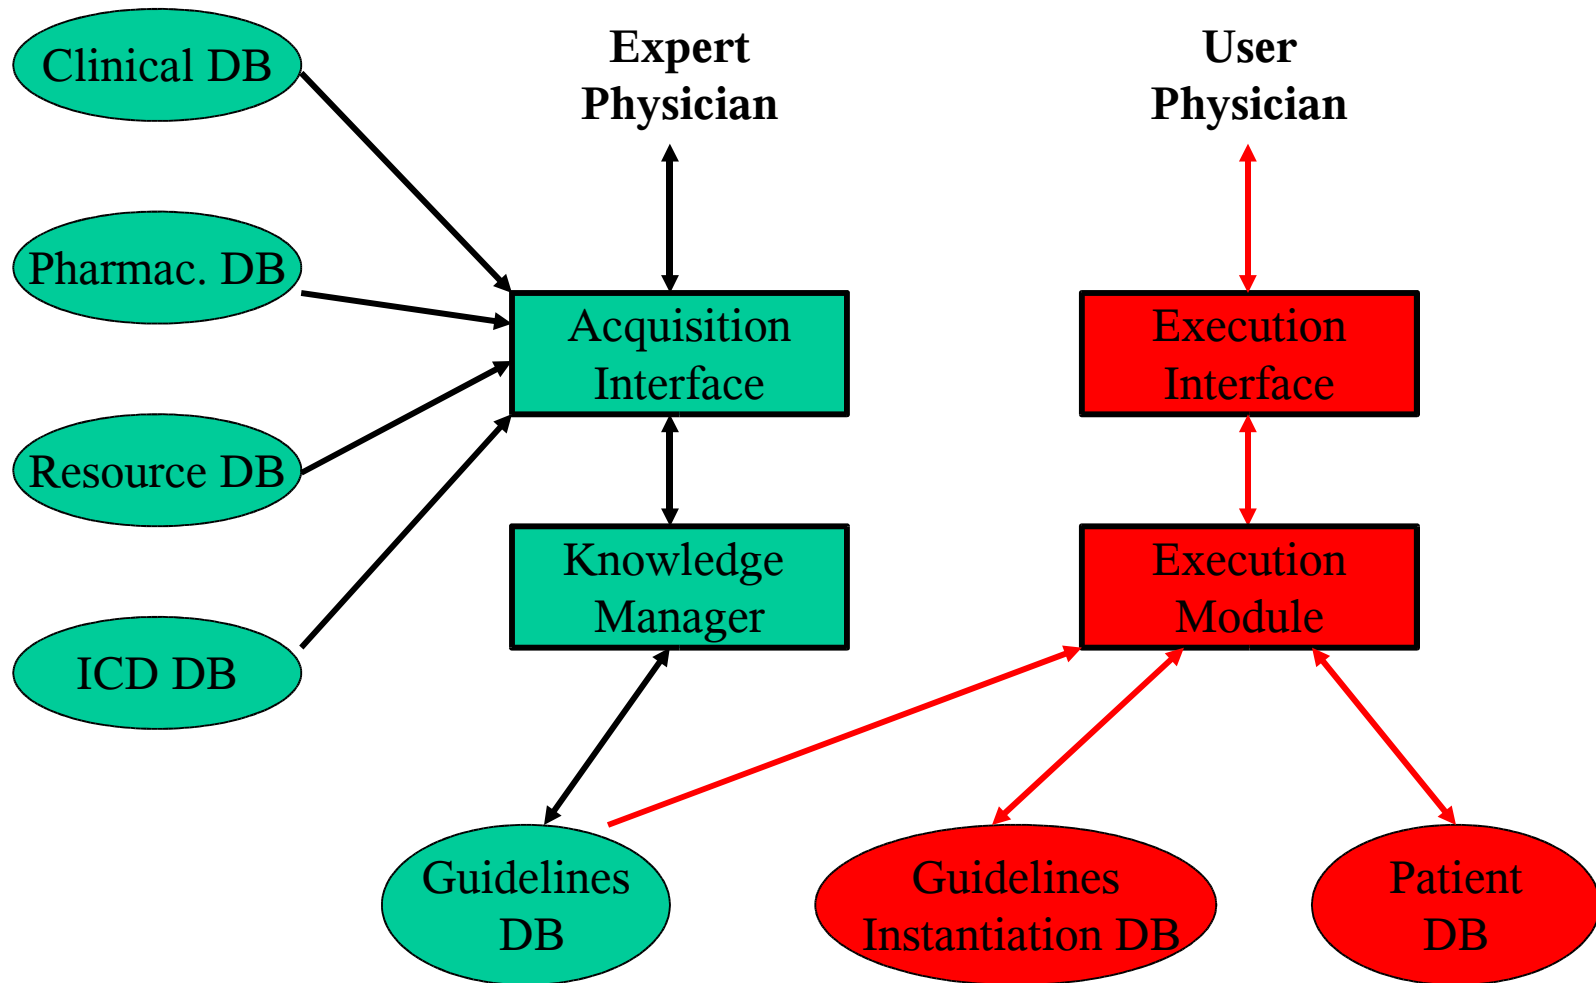 Clinical DB
Expert
Physician
User
Physician
Pharmac. DB
Acquisition
Interface
Execution
Interface
Resource DB
Knowledge
Manager
Execution
Module
ICD DB
Guidelines
DB
Guidelines
Instantiation DB
Patient
DB